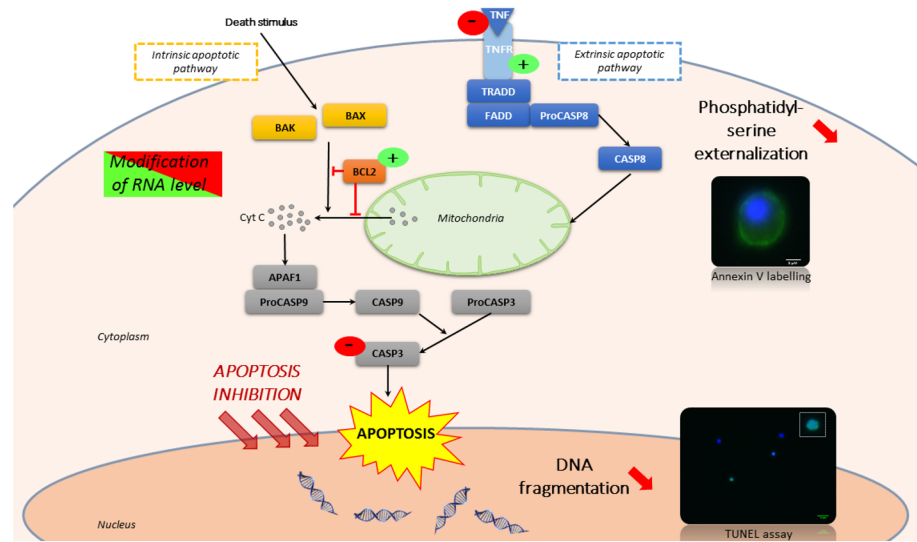 Death stimulus
Intrinsic apoptotic
pathway
TNF
-
TNFR
+
Extrinsic apoptotic
pathway
TRADD
FADD
ProCASP8
CASP8
BAX
BAK
Modification
of RNA level
BCL2
+
Cyt C
Mitochondria
Phosphatidyl-
serine
externalization
5 µM
Annexin V labelling
APAF1
ProCASP9
CASP9
ProCASP3
Cytoplasm
-
CASP3
APOPTOSIS
INHIBITION
APOPTOSIS
DNA
fragmentation
TUNEL assay
Nucleus